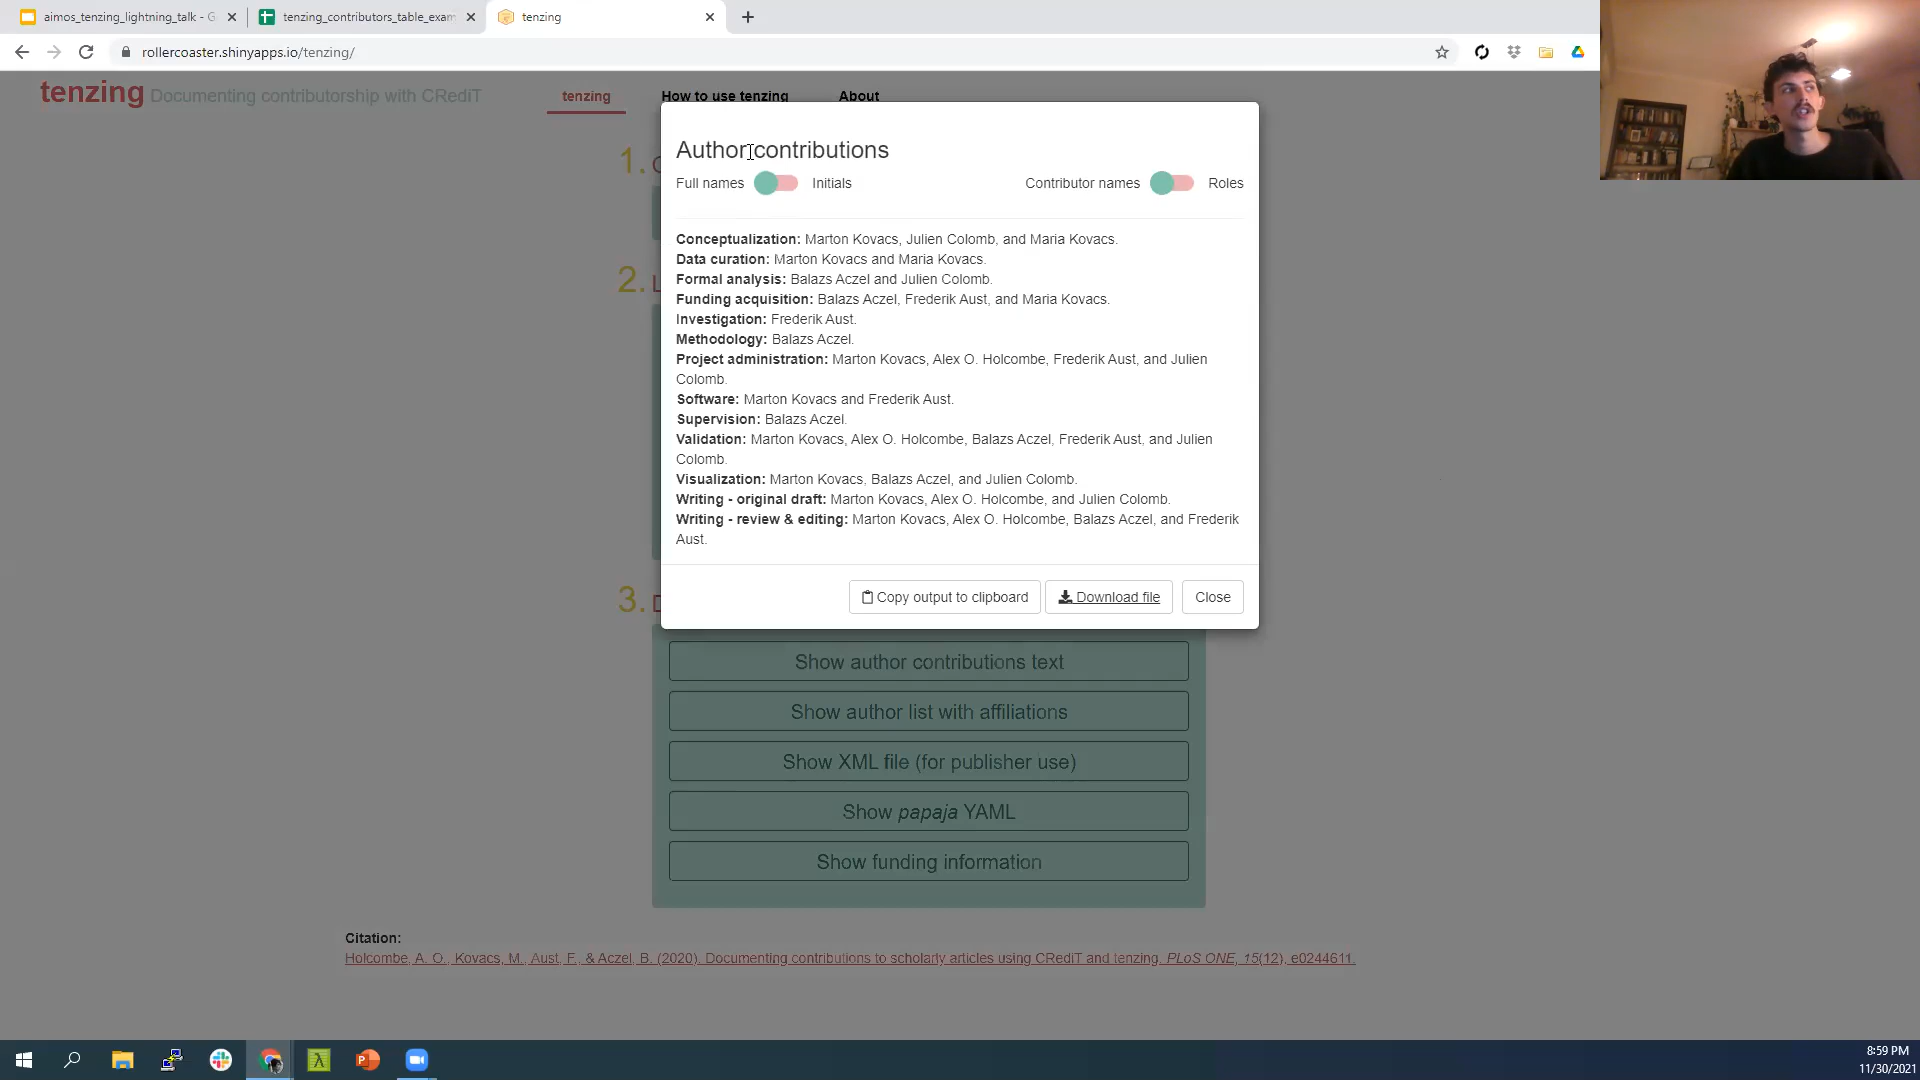 aimos_tenzing_lightning_talk - G
tenzing_contributors_table_exam
tenzing
rollercoaster.shinyapps.io/tenzing/
tenzing Documenting contributorship with CRediT
tenzing
How to use tenzing
About
1.
2.
3.
Author contributions
Full names
Initials
Contributor names
Roles
Conceptualization: Marton Kovacs, Julien Colomb, and Maria Kovacs.
Data curation: Marton Kovacs and Maria Kovacs.
Formal analysis: Balazs Aczel and Julien Colomb.
Funding acquisition: Balazs Aczel, Frederik Aust, and Maria Kovacs.
Investigation: Frederik Aust.
Methodology: Balazs Aczel.
Project administration: Marton Kovacs, Alex O. Holcombe, Frederik Aust, and Julien
Colomb.
Software: Marton Kovacs and Frederik Aust.
Supervision: Balazs Aczel.
Validation: Marton Kovacs, Alex O. Holcombe, Balazs Aczel, Frederik Aust, and Julien
Colomb.
Visualization: Marton Kovacs, Balazs Aczel, and Julien Colomb.
Writing - original draft: Marton Kovacs, Alex O. Holcombe, and Julien Colomb.
Writing - review & editing: Marton Kovacs, Alex O. Holcombe, Balazs Aczel, and Frederik
Aust.
Copy output to clipboard
Download file
Close
Show author contributions text
Show author list with affiliations
Show XML file (for publisher use)
Show papaja YAML
Show funding information
Citation:
Holcombe, A. O., Kovacs, M., Aust, F., & Aczel, B. (2020). Documenting contributions to scholarly articles using CRediT and tenzing. PLoS ONE, 15(12), e0244611.
8:59 PM
11/30/2021